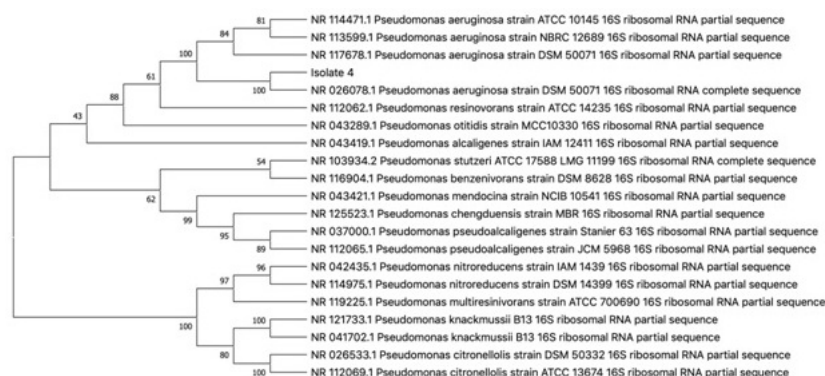 NR 114471.1 Pseudomonas aeruginosa strain ATCC 10145 16S ribosomal RNA partial sequence
NR 113599.1 Pseudomonas aeruginosa strain NBRC 12689 16S ribosomal RNA partial sequence
NR 117678.1 Pseudomonas aeruginosa strain DSM 50071 16S ribosomal RNA partial sequence
Isolate 4
NR 026078.1 Pseudomonas aeruginosa strain DSM 50071 16S ribosomal RNA complete sequence
NR 112062.1 Pseudomonas resinovorans strain ATCC 14235 16S ribosomal RNA partial sequence
NR 043289.1 Pseudomonas otitidis strain MCC10330 16S ribosomal RNA partial sequence
NR 043419.1 Pseudomonas alcaligenes strain IAM 12411 16S ribosomal RNA partial sequence
NR 103934.2 Pseudomonas stutzeri ATCC 17588 LMG 11199 16S ribosomal RNA complete sequence
NR 116904.1 Pseudomonas benzenivorans strain DSM 8628 16S ribosomal RNA partial sequence
NR 043421.1 Pseudomonas mendocina strain NCIB 10541 16S ribosomal RNA partial sequence
NR 125523.1 Pseudomonas chengduensis strain MBR 16S ribosomal RNA partial sequence
NR 037000.1 Pseudomonas pseudoalcaligenes strain Stanier 63 16S ribosomal RNA partial sequence
NR 112065.1 Pseudomonas pseudoalcaligenes strain JCM 5968 16S ribosomal RNA partial sequence
NR 042435.1 Pseudomonas nitroreducens strain IAM 1439 16S ribosomal RNA partial sequence
NR 114975.1 Pseudomonas nitroreducens strain DSM 14399 16S ribosomal RNA partial sequence
NR 119225.1 Pseudomonas multiresinivorans strain ATCC 700690 16S ribosomal RNA partial sequence
NR 121733.1 Pseudomonas knackmussii B13 16S ribosomal RNA partial sequence
NR 041702.1 Pseudomonas knackmussii B13 16S ribosomal RNA partial sequence
NR 026533.1 Pseudomonas citronellolis strain DSM 50332 16S ribosomal RNA partial sequence
NR 112069.1 Pseudomonas citronellolis strain ATCC 13674 16S ribosomal RNA partial sequence
81
84
100
100
61
88
43
54
62
99
95
89
96
97
100
100
80
100